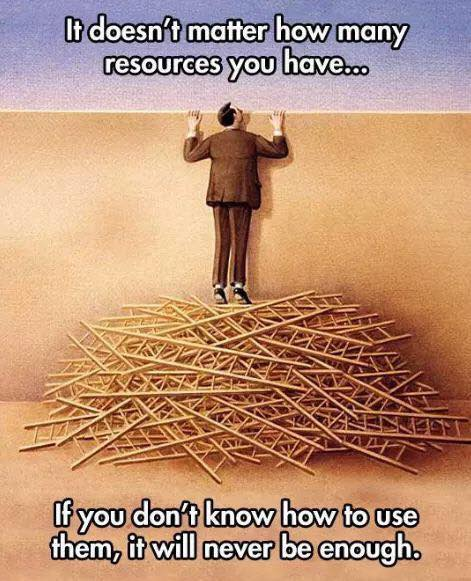 It doesn't matter how many
resources you have...
If you don't know how to use
them, it will never be enough.